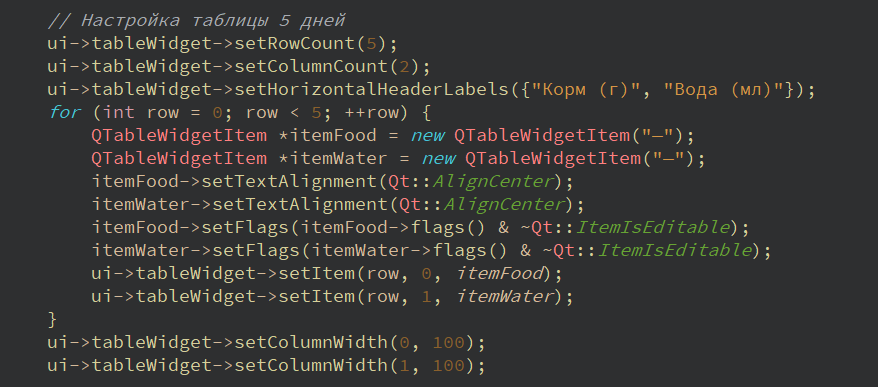 // Настройка таблицы 5 дней
ui->tableWidget->setRowCount(5);
ui->tableWidget->setColumnCount(2);
ui->tableWidget->setHorizontalHeaderLabels({"Корм (г)", "Вода (мл)"});
for (int row = 0; row < 5; ++row) {
    QTableWidgetItem *itemFood = new QTableWidgetItem("—");
    QTableWidgetItem *itemWater = new QTableWidgetItem("—");
    itemFood->setTextAlignment(Qt::AlignCenter);
    itemWater->setTextAlignment(Qt::AlignCenter);
    itemFood->setFlags(itemFood->flags() & ~Qt::ItemIsEditable);
    itemWater->setFlags(itemWater->flags() & ~Qt::ItemIsEditable);
    ui->tableWidget->setItem(row, 0, itemFood);
    ui->tableWidget->setItem(row, 1, itemWater);
}
ui->tableWidget->setColumnWidth(0, 100);
ui->tableWidget->setColumnWidth(1, 100);